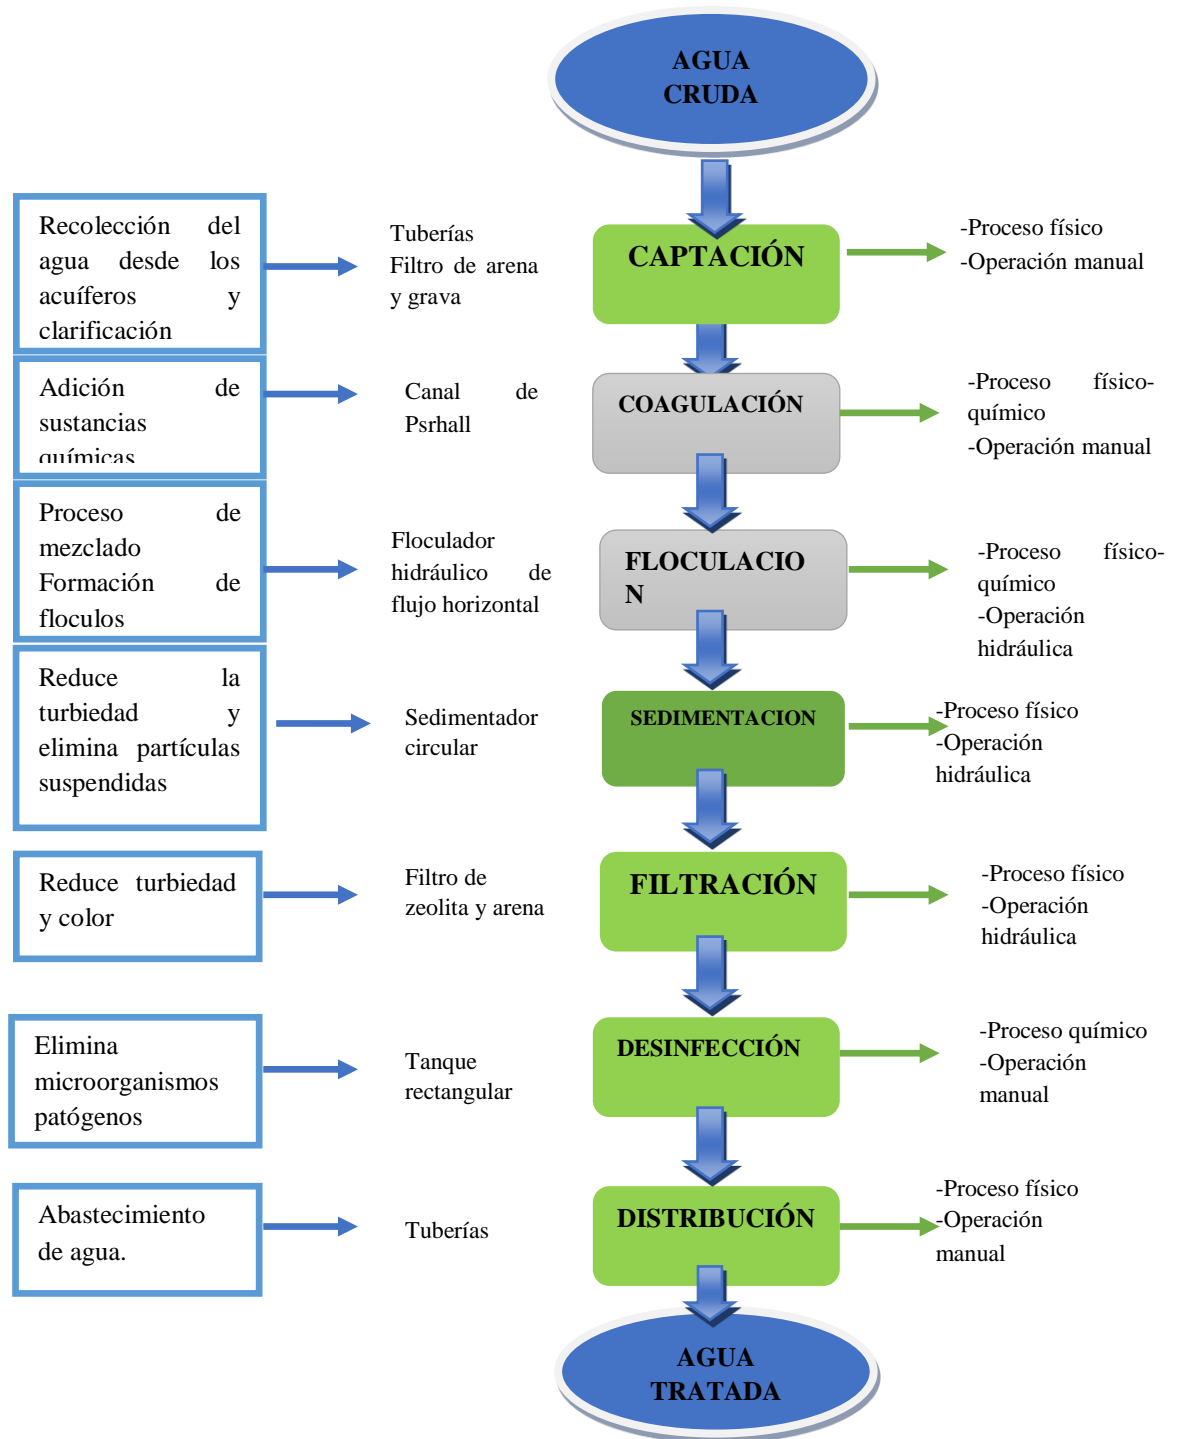 AGUA
CRUDA
Recolección del
agua desde los
acuíferos y
clarificación
Tuberías
Filtro de arena
y grava
CAPTACIÓN
-Proceso físico
-Operación manual
Adición de
sustancias
químicas
Canal de
Psrhall
COAGULACIÓN
-Proceso físico-
químico
-Operación manual
Proceso de
mezclado
Formación de
floculos
Floculador
hidráulico de
flujo horizontal
FLOCULACIO
N
-Proceso físico-
químico
-Operación
hidráulica
Reduce la
turbiedad y
elimina partículas
suspendidas
Sedimentador
circular
SEDIMENTACION
-Proceso físico
-Operación
hidráulica
Reduce turbiedad
y color
Filtro de
zeolita y arena
FILTRACIÓN
-Proceso físico
-Operación
hidráulica
Elimina
microorganismos
patógenos
Tanque
rectangular
DESINFECCIÓN
-Proceso químico
-Operación
manual
Abastecimiento
de agua.
Tuberías
DISTRIBUCIÓN
-Proceso físico
-Operación
manual
AGUA
TRATADA